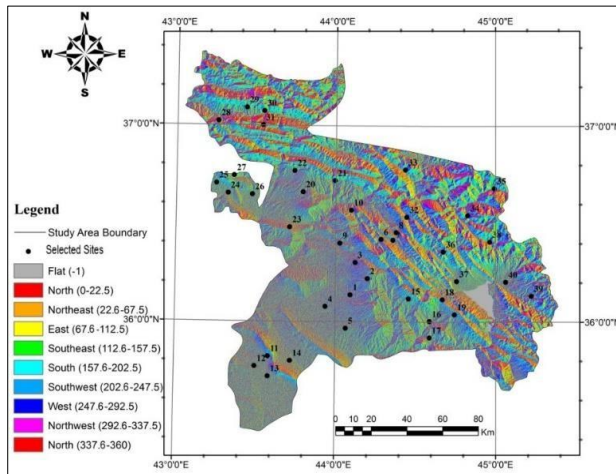 43°0'0"E 44°0'0"E 45°0'0"E
N
W E
S
37°0'0"N 37°0'0"N
36°0'0"N 36°0'0"N
29
30
28
31
27
25
24
26
22
21
20
23
33
35
10
32
34
8
6
9
38
36
3
2
37
40
39
1
4
15
18
5
16
19
17
11
12
14
13
Legend
Study Area Boundary
Selected Sites
Flat (-1)
North (0-22.5)
Northeast (22.6-67.5)
East (67.6-112.5)
Southeast (112.6-157.5)
South (157.6-202.5)
Southwest (202.6-247.5)
West (247.6-292.5)
Northwest (292.6-337.5)
North (337.6-360)
0 10 20 40 60 80
Km
43°0'0"E 44°0'0"E 45°0'0"E